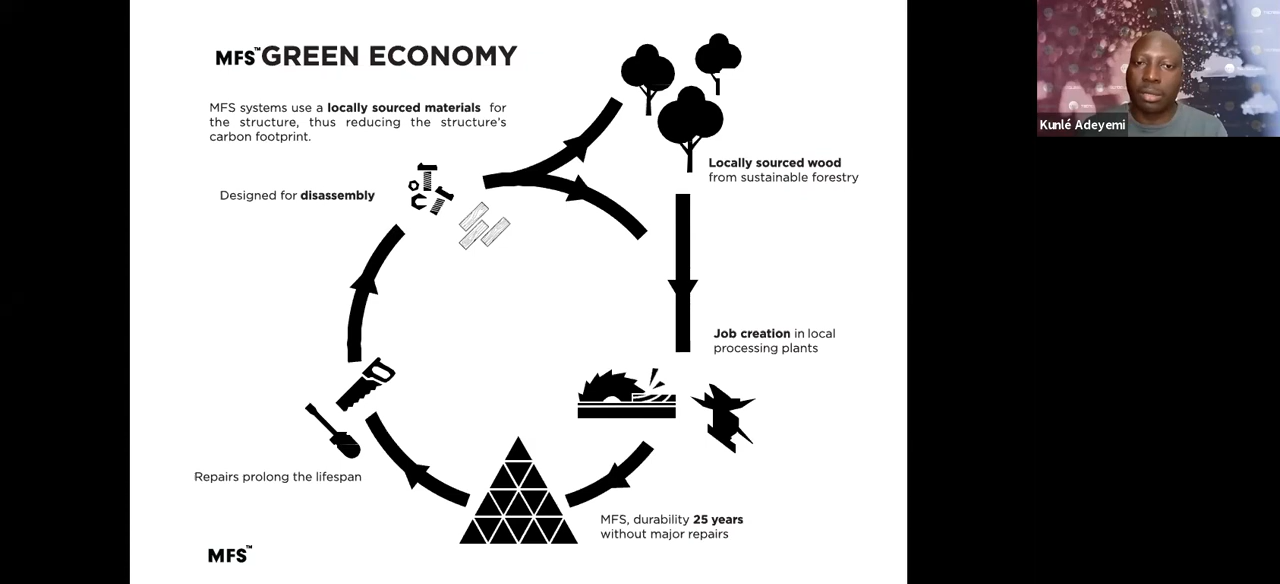 MFS™ GREEN ECONOMY
MFS systems use a locally sourced materials for
the structure, thus reducing the structure's
carbon footprint.
Designed for disassembly
Locally sourced wood
from sustainable forestry
Job creation in local
processing plants
Repairs prolong the lifespan
MFS, durability 25 years
without major repairs
MFS™
Kunlé Adeyemi